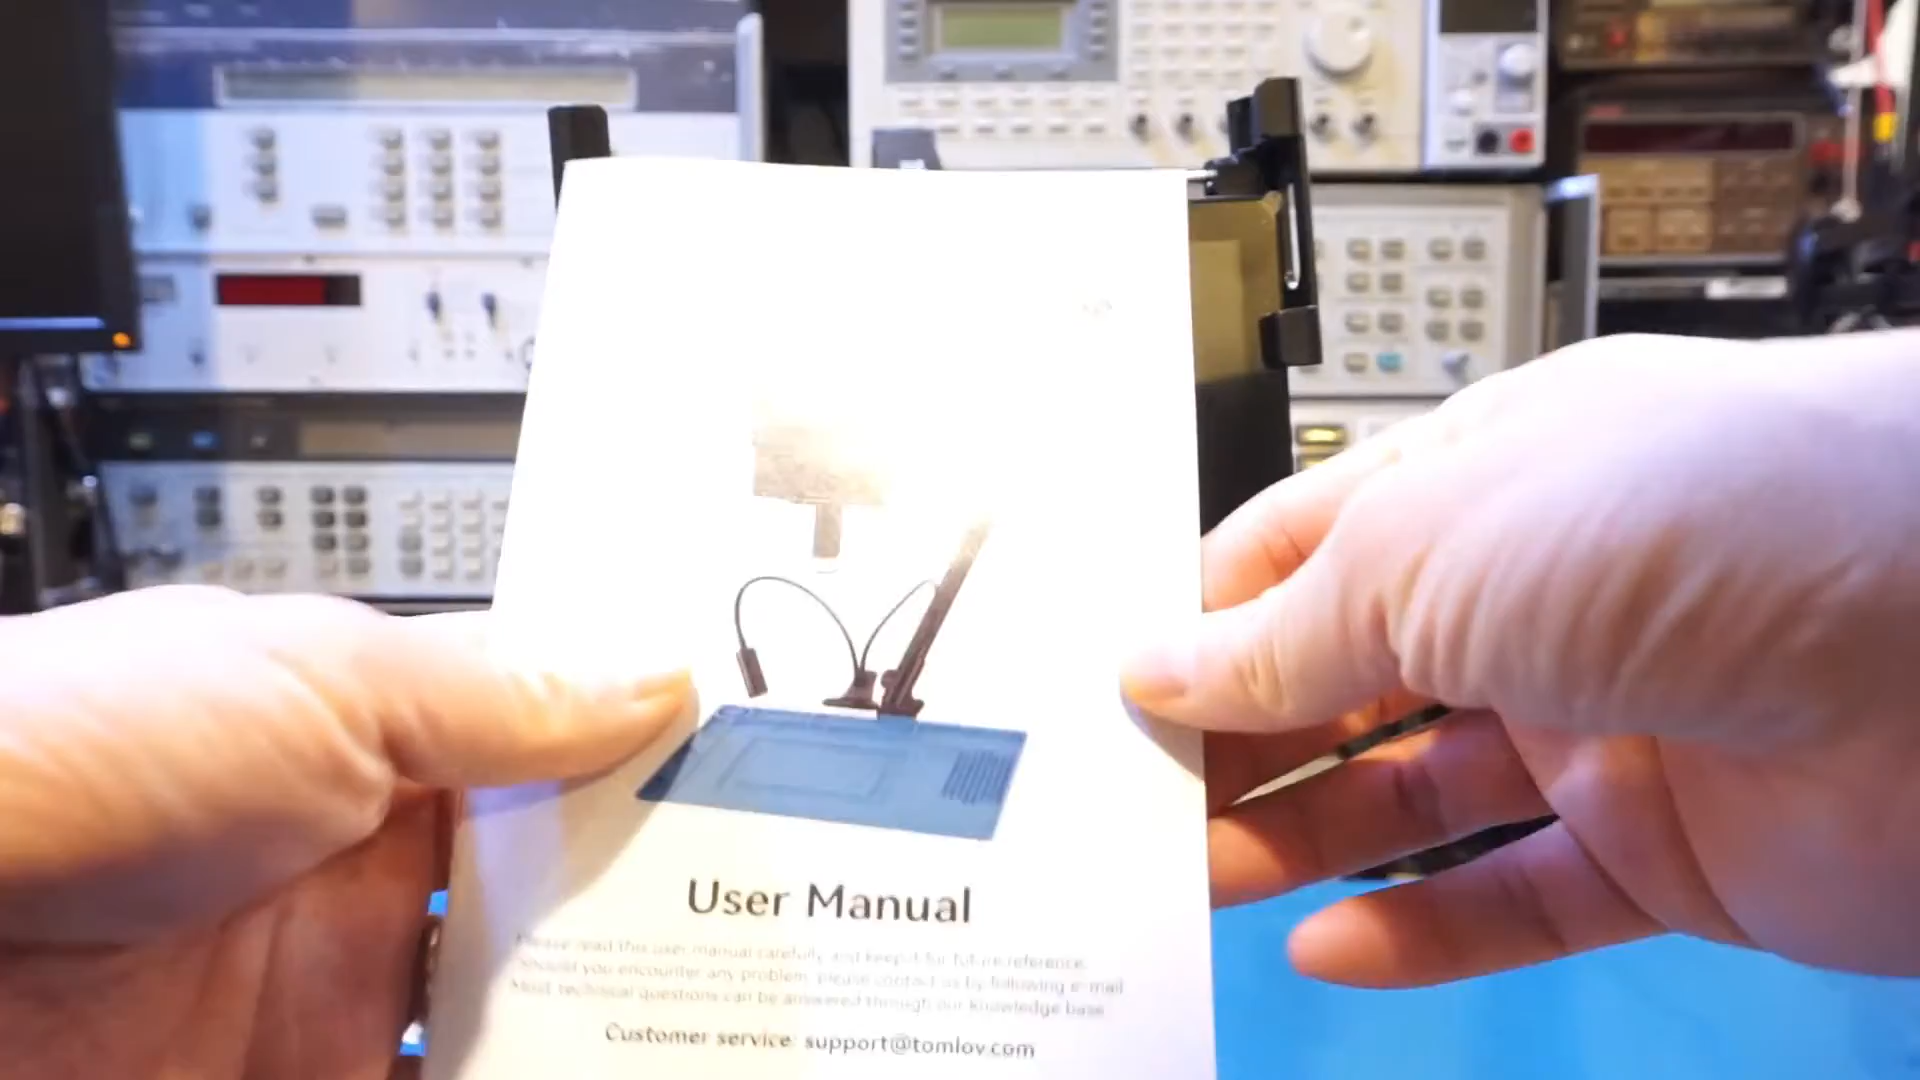 User Manual
Please read this user manual carefully and keep it for future reference.
Should you encounter any problem, please contact us by following e-mail
Most technical questions can be answered through our knowledge base
Customer service: support@tomlov.com